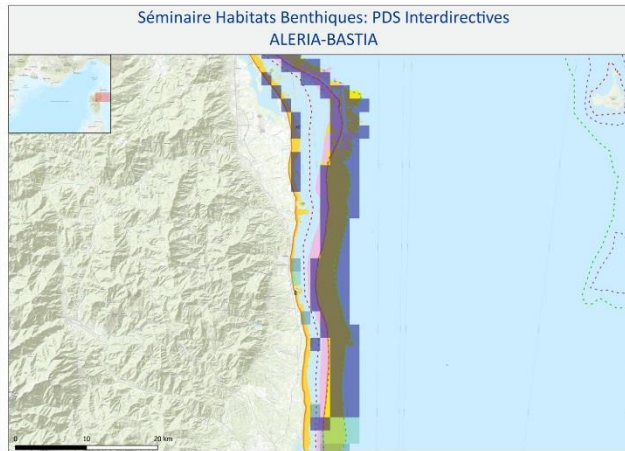 Séminaire Habitats Benthiques: PDS Interdirectives
ALERIA-BASTIA
0 10 20 km